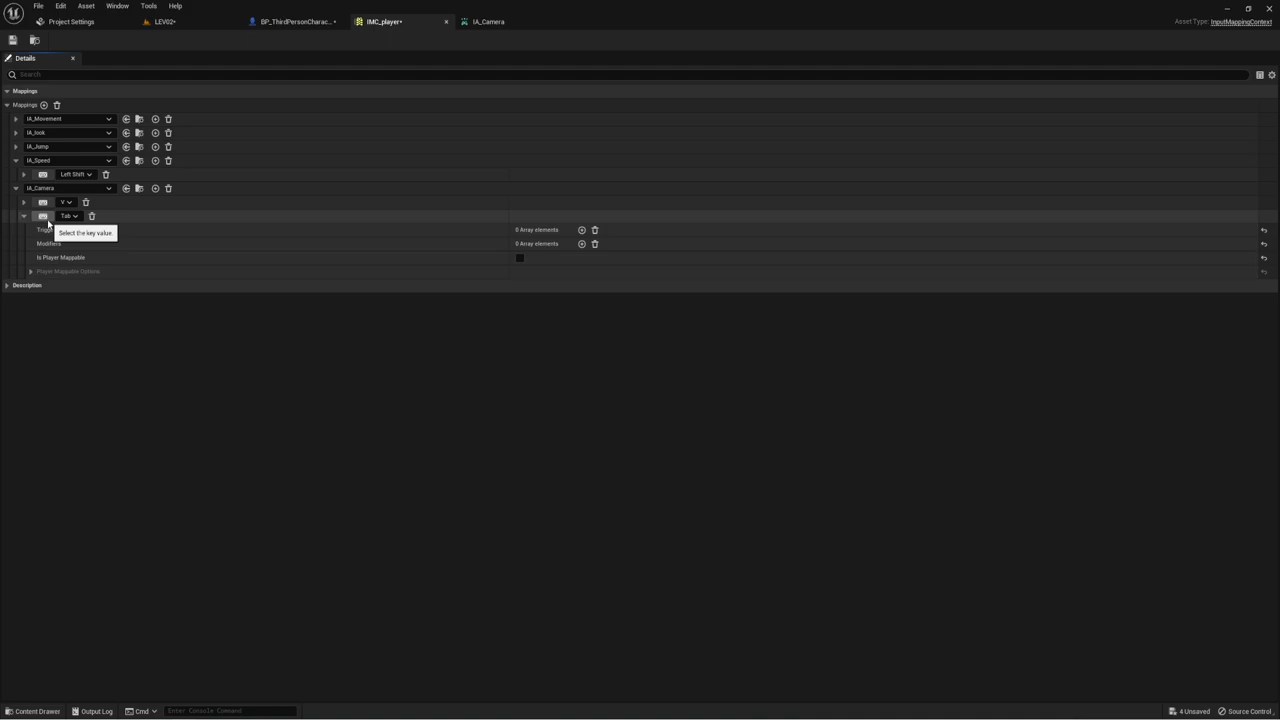 File Edit Asset Window Tools Help
Project Settings LEV02* BP_ThirdPersonCharac... * IMC_player* IA_Camera Asset Type: InputMappingContext
Details
Search
Mappings
Mappings
IA_Movement
IA_look
IA_Jump
IA_Speed
Left Shift
IA_Camera
V
Tab
Trigg 0 Array elements
Select the key value.
Modifiers 0 Array elements
Is Player Mappable
Player Mappable Options
Description
Content Drawer Output Log Cmd Enter Console Command 4 Unsaved Source Control